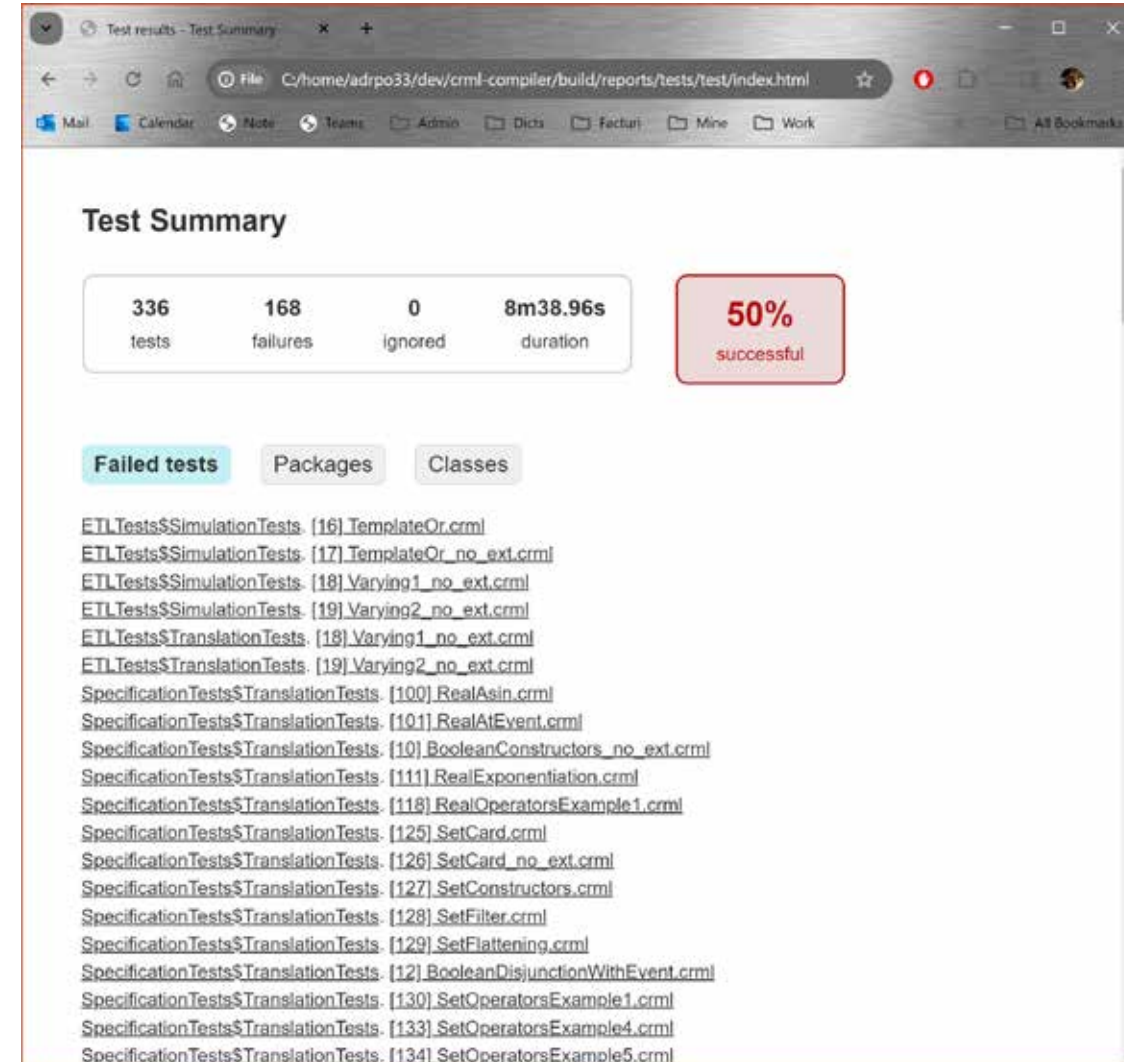 Test results - Test Summary
File C:/home/adrpo33/dev/crml-compiler/build/reports/tests/test/index.html
Mail Calendar Note Teams Admin Dicts Facturi Mine Work All Bookmarks
Test Summary
336 168 0 8m38.96s
tests failures ignored duration
50%
successful
Failed tests Packages Classes
ETLTests$SimulationTests. [16] TemplateOr.crml
ETLTests$SimulationTests. [17] TemplateOr_no_ext.crml
ETLTests$SimulationTests. [18] Varying1_no_ext.crml
ETLTests$SimulationTests. [19] Varying2_no_ext.crml
ETLTests$TranslationTests. [18] Varying1_no_ext.crml
ETLTests$TranslationTests. [19] Varying2_no_ext.crml
SpecificationTests$TranslationTests. [100] RealAsin.crml
SpecificationTests$TranslationTests. [101] RealAtEvent.crml
SpecificationTests$TranslationTests. [10] BooleanConstructors_no_ext.crml
SpecificationTests$TranslationTests. [111] RealExponentiation.crml
SpecificationTests$TranslationTests. [118] RealOperatorsExample1.crml
SpecificationTests$TranslationTests. [125] SetCard.crml
SpecificationTests$TranslationTests. [126] SetCard_no_ext.crml
SpecificationTests$TranslationTests. [127] SetConstructors.crml
SpecificationTests$TranslationTests. [128] SetFilter.crml
SpecificationTests$TranslationTests. [129] SetFlattening.crml
SpecificationTests$TranslationTests. [12] BooleanDisjunctionWithEvent.crml
SpecificationTests$TranslationTests. [130] SetOperatorsExample1.crml
SpecificationTests$TranslationTests. [133] SetOperatorsExample4.crml
SpecificationTests$TranslationTests. [134] SetOperatorsExample5.crml